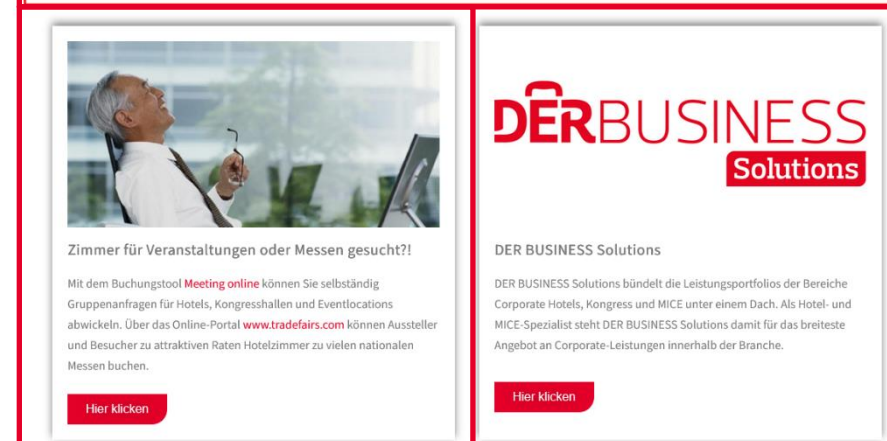 Zimmer für Veranstaltungen oder Messen gesucht?!
Mit dem Buchungstool Meeting online können Sie selbständig
Gruppenanfragen für Hotels, Kongresshallen und Eventlocations
abwickeln. Über das Online-Portal www.tradefairs.com können Aussteller
und Besucher zu attraktiven Raten Hotelzimmer zu vielen nationalen
Messen buchen.
Hier klicken
DERBUSINESS
Solutions
DER BUSINESS Solutions
DER BUSINESS Solutions bündelt die Leistungsportfolios der Bereiche
Corporate Hotels, Kongress und MICE unter einem Dach. Als Hotel- und
MICE-Spezialist steht DER BUSINESS Solutions damit für das breiteste
Angebot an Corporate-Leistungen innerhalb der Branche.
Hier klicken